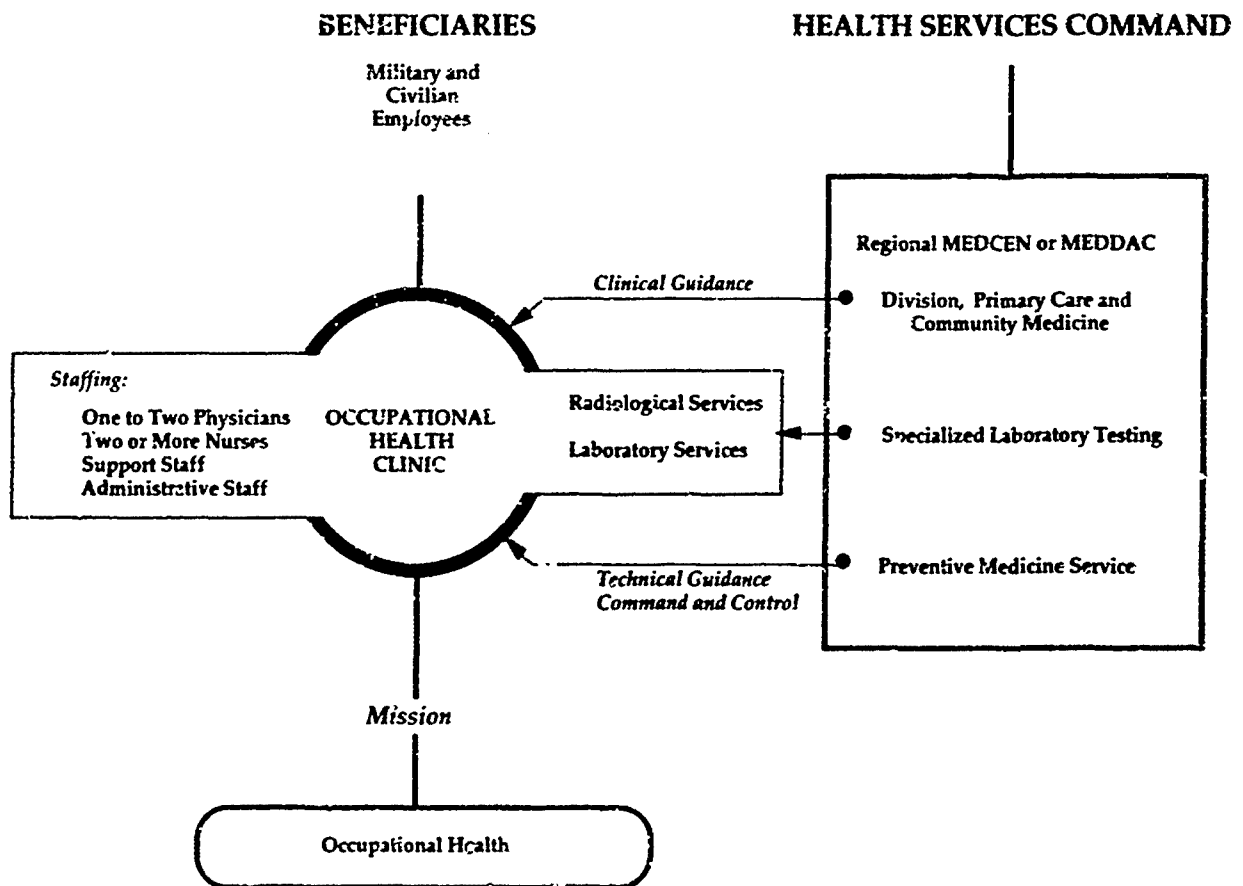 BENEFICIARIES
Military and
Civilian
Employees
HEALTH SERVICES COMMAND
Regional MEDCEN or MEDDAC
Clinical Guidance
Division, Primary Care and
Community Medicine
Staffing:
One to Two Physicians
Two or More Nurses
Support Staff
Administrative Staff
OCCUPATIONAL
HEALTH
CLINIC
Radiological Services
Laboratory Services
Specialized Laboratory Testing
Technical Guidance
Command and Control
Preventive Medicine Service
Mission
Occupational Health